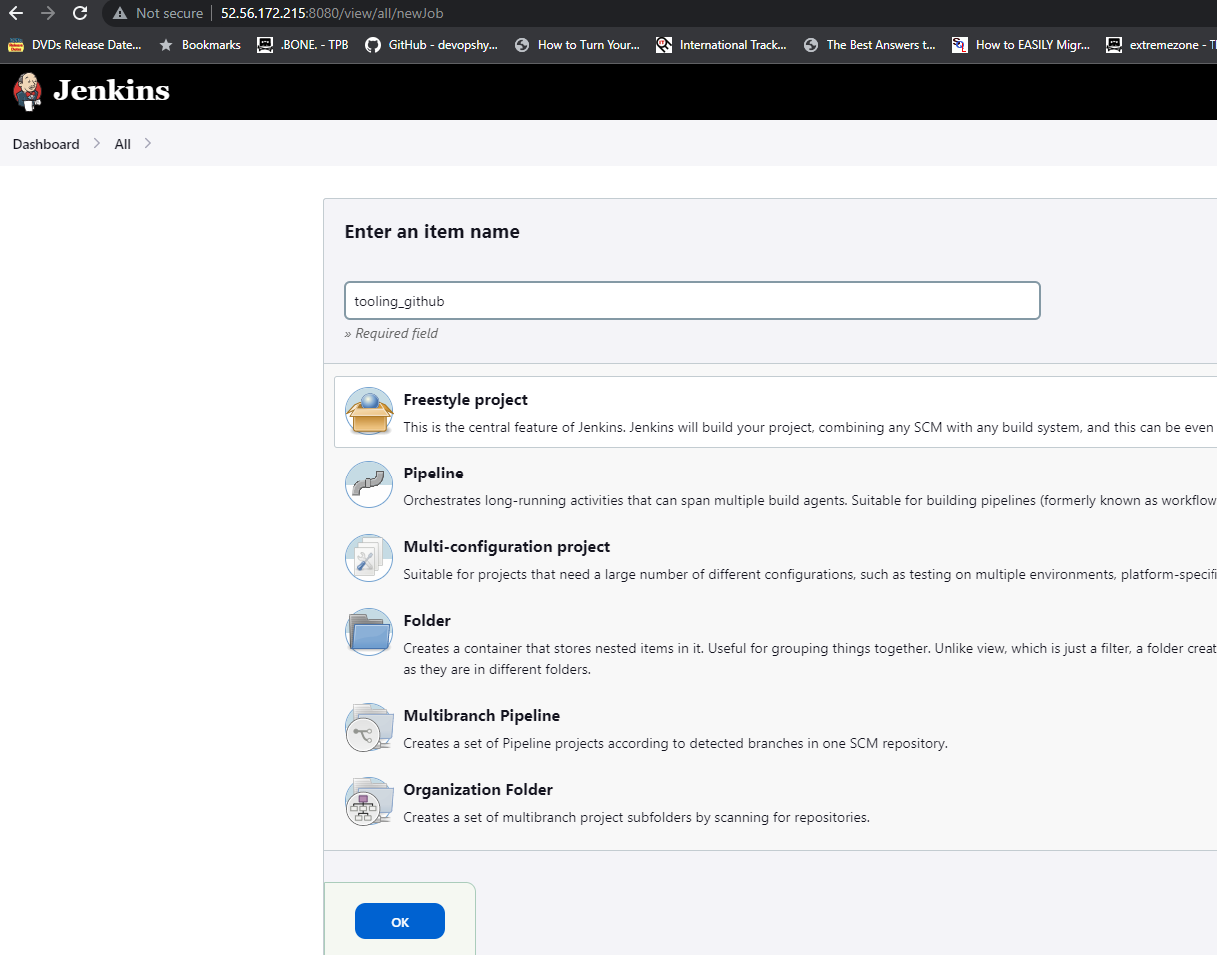 Not secure | 52.56.172.215:8080/view/all/newJob
DVDs Release Date... Bookmarks .BONE. - TPB GitHub - devopshy... How to Turn Your... International Track... The Best Answers t... How to EASILY Migr... extremezone -
Jenkins
Dashboard All
Enter an item name
tooling_github
» Required field
Freestyle project
This is the central feature of Jenkins. Jenkins will build your project, combining any SCM with any build system, and this can be even
Pipeline
Orchestrates long-running activities that can span multiple build agents. Suitable for building pipelines (formerly known as workflow
Multi-configuration project
Suitable for projects that need a large number of different configurations, such as testing on multiple environments, platform-specifi
Folder
Creates a container that stores nested items in it. Useful for grouping things together. Unlike view, which is just a filter, a folder creat
as they are in different folders.
Multibranch Pipeline
Creates a set of Pipeline projects according to detected branches in one SCM repository.
Organization Folder
Creates a set of multibranch project subfolders by scanning for repositories.
OK